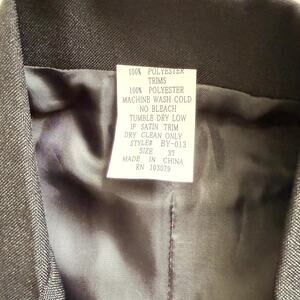 100% POLYESTER
TRIMS
100% POLYESTER
MACHINE WASH COLD
NO BLEACH
TUMBLE DRY LOW
IF SATIN TRIM
DRY CLEAN ONLY
STYLE# BY-013
SIZE 3T
MADE IN CHINA
RN 103079